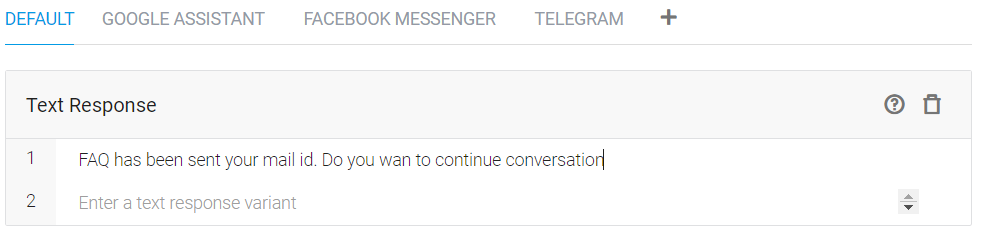 DEFAULT GOOGLE ASSISTANT FACEBOOK MESSENGER TELEGRAM +
Text Response
1 FAQ has been sent your mail id. Do you wan to continue conversation
2 Enter a text response variant